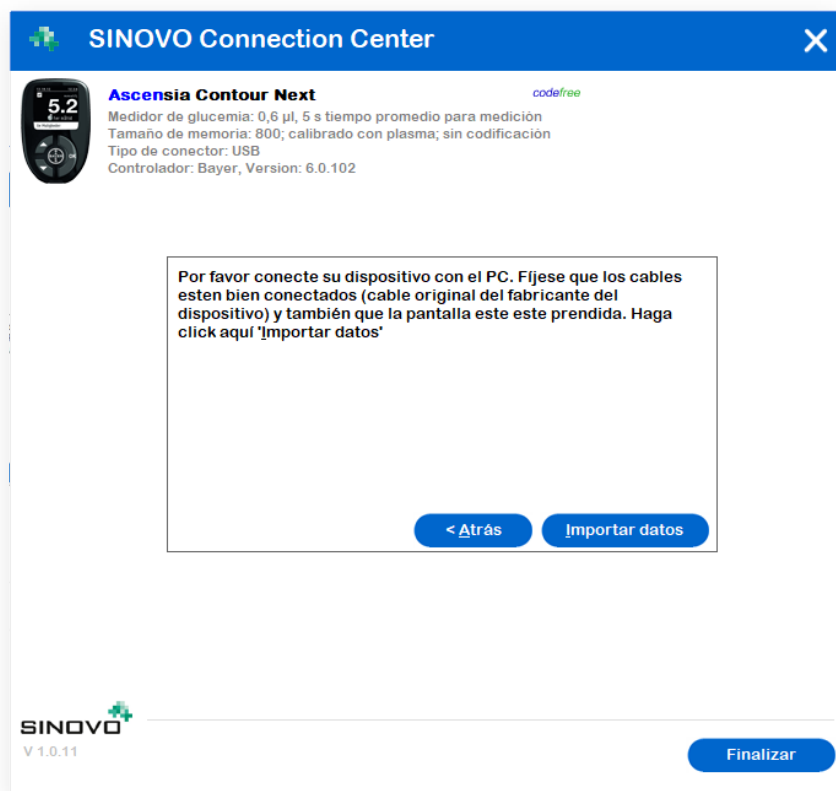 SINOVO Connection Center
5.2
Ascensia Contour Next
codefree
Medidor de glucemia: 0,6 µl, 5 s tiempo promedio para medición
Tamaño de memoria: 800; calibrado con plasma; sin codificación
Tipo de conector: USB
Controlador: Bayer, Version: 6.0.102
Por favor conecte su dispositivo con el PC. Fíjese que los cables
esten bien conectados (cable original del fabricante del
dispositivo) y también que la pantalla este este prendida. Haga
click aquí 'Importar datos'
< Atrás
Importar datos
SINOVO
V 1.0.11
Finalizar